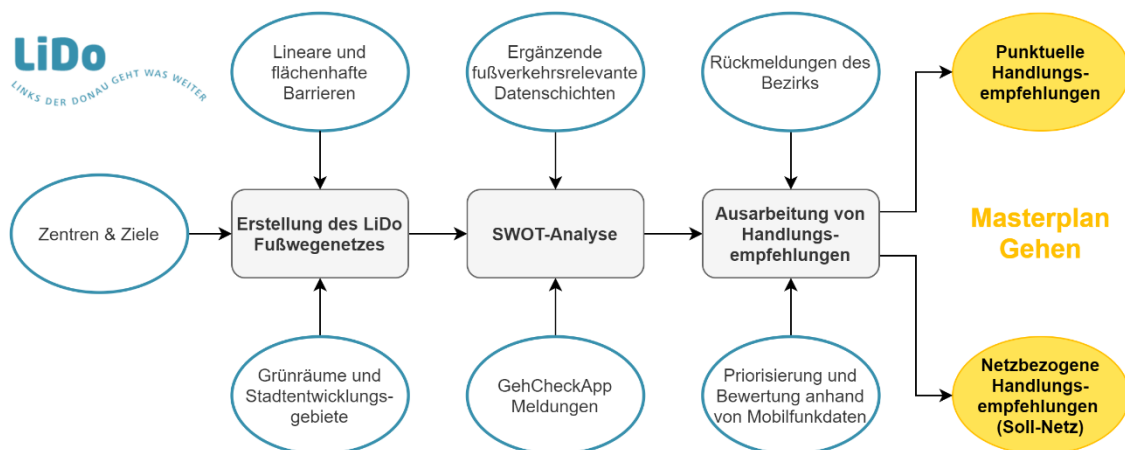 LiDo
LINKS DER DONAU GEHT WAS WEITER
Lineare und
flächenhafte
Barrieren
Ergänzende
fußverkehrsrelevante
Datenschichten
Rückmeldungen des
Bezirks
Punktuelle
Handlungs-
empfehlungen
Zentren & Ziele
Erstellung des LiDo
Fußwegenetzes
SWOT-Analyse
Ausarbeitung von
Handlungs-
empfehlungen
Masterplan
Gehen
Grünräume und
Stadtentwicklungs-
gebiete
GehCheckApp
Meldungen
Priorisierung und
Bewertung anhand
von Mobilfunkdaten
Netzbezogene
Handlungs-
empfehlungen
(Soll-Netz)